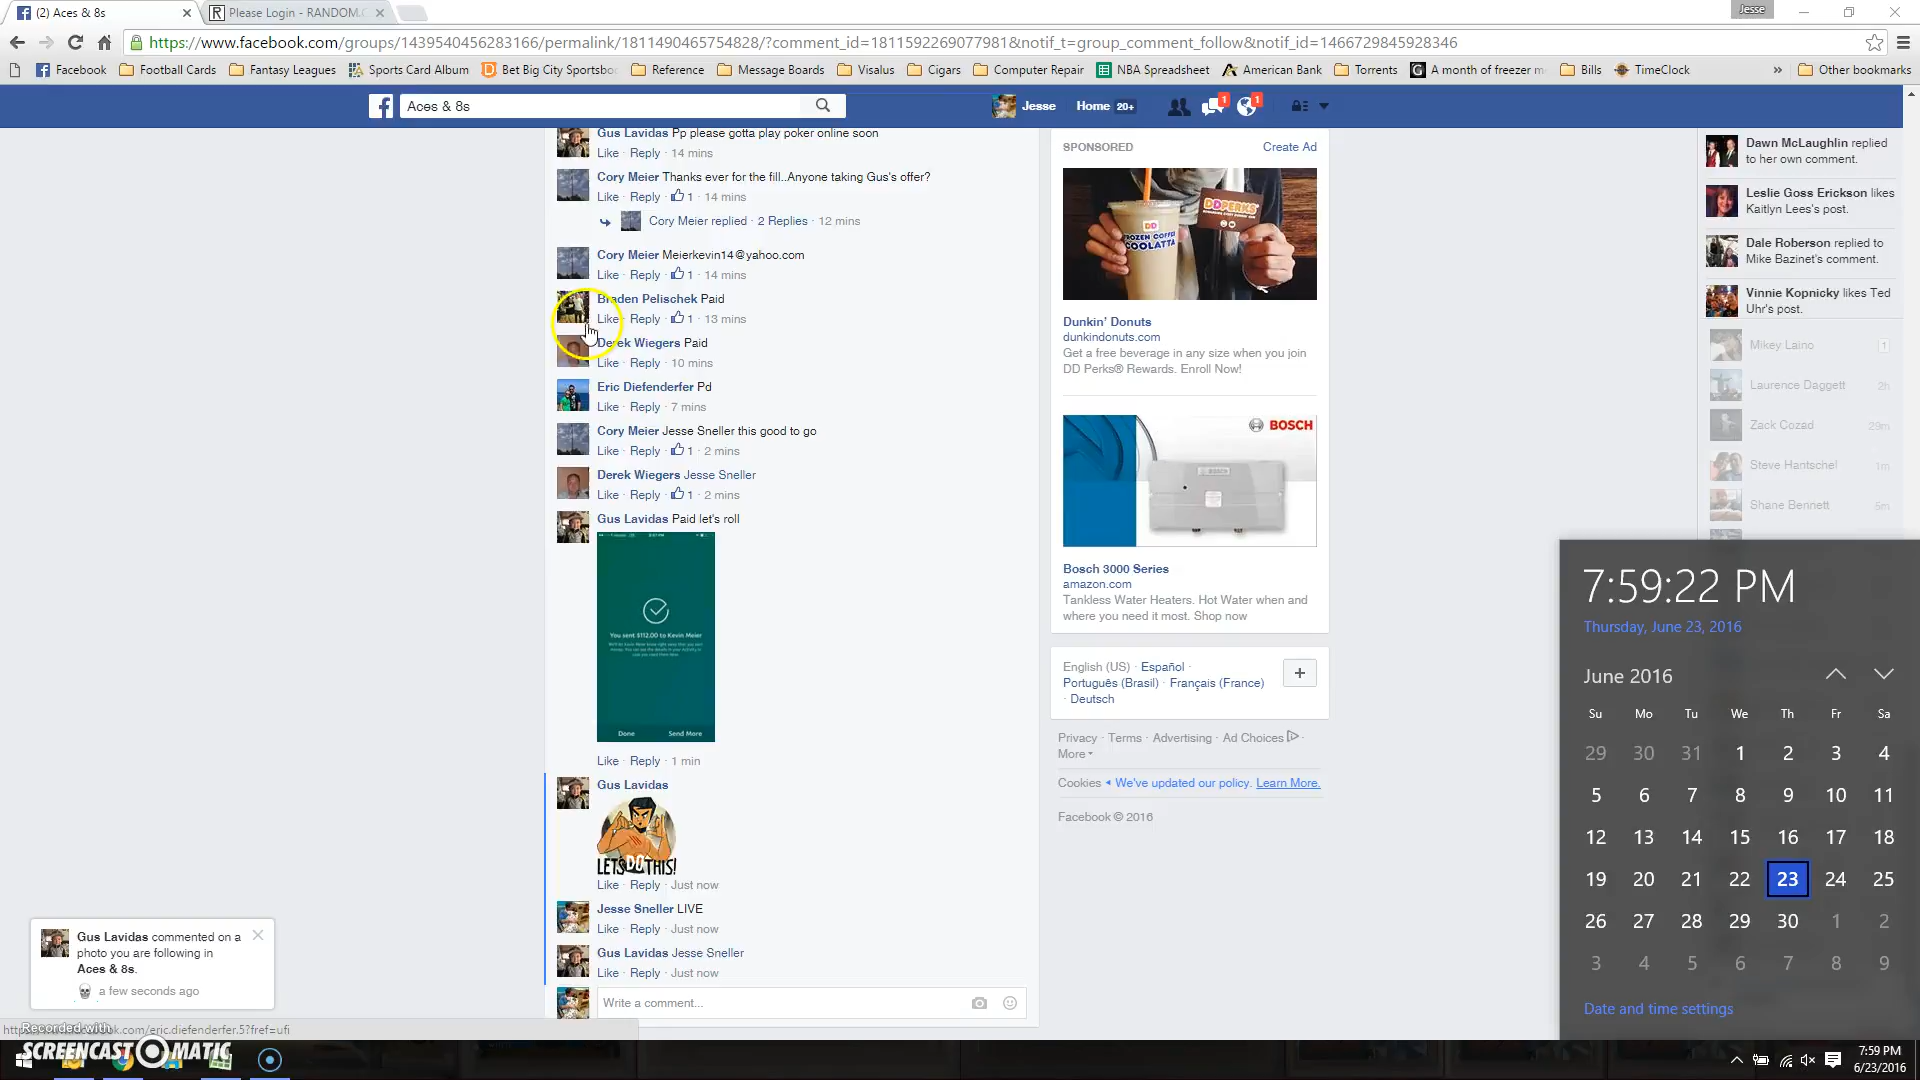 (2) Aces & 8s
Please Login - RANDOM.
Jesse
https://www.facebook.com/groups/1439540456283166/permalink/1811490465754828/?comment_id=1811592269077981&notif_t=group_comment_follow&notif_id=1466729845928346
Facebook
Football Cards
Fantasy Leagues
Sports Card Album
Bet Big City Sportsbo
Reference
Message Boards
Visalus
Cigars
Computer Repair
NBA Spreadsheet
American Bank
Torrents
A month of freezer m
Bills
TimeClock
»
Other bookmarks
Aces & 8s
Jesse
Home 20+
1
1
Gus Lavidas Pp please gotta play poker online soon
Like · Reply · 14 mins
Cory Meier Thanks ever for the fill..Anyone taking Gus's offer?
Like · Reply · 1 · 14 mins
Cory Meier replied · 2 Replies · 12 mins
Cory Meier Meierkevin14@yahoo.com
Like · Reply · 1 · 14 mins
Braden Pelischek Paid
Like · Reply · 1 · 13 mins
Derek Wiegers Paid
Like · Reply · 10 mins
Eric Diefenderfer Pd
Like · Reply · 7 mins
Cory Meier Jesse Sneller this good to go
Like · Reply · 1 · 2 mins
Derek Wiegers Jesse Sneller
Like · Reply · 1 · 2 mins
Gus Lavidas Paid let's roll
You sent $112.00 to Kevin Meier
Done
Send More
Like · Reply · 1 min
Gus Lavidas
LET'S DO THIS!
Like · Reply · Just now
Jesse Sneller LIVE
Like · Reply · Just now
Gus Lavidas Jesse Sneller
Like · Reply · Just now
Write a comment...
SPONSORED
Create Ad
DD PERKS
DD
FROZEN COFFEE
COOLATTA
Dunkin' Donuts
dunkindonuts.com
Get a free beverage in any size when you join
DD Perks® Rewards. Enroll Now!
BOSCH
Bosch 3000 Series
amazon.com
Tankless Water Heaters. Hot Water when and
where you need it most. Shop now
English (US) · Español ·
Português (Brasil) · Français (France)
· Deutsch
+
Privacy · Terms · Advertising · Ad Choices ·
More
Cookies · We've updated our policy. Learn More.
Facebook © 2016
Dawn McLaughlin replied
to her own comment.
Leslie Goss Erickson likes
Kaitlyn Lees's post.
Dale Roberson replied to
Mike Bazinet's comment.
Vinnie Kopnicky likes Ted
Uhr's post.
Mikey Laino 1
Laurence Daggett 2h
Zack Cozad 29m
Steve Hantschel 1m
Shane Bennett 5m
7:59:22 PM
Thursday, June 23, 2016
June 2016
Su Mo Tu We Th Fr Sa
29 30 31 1 2 3 4
5 6 7 8 9 10 11
12 13 14 15 16 17 18
19 20 21 22 23 24 25
26 27 28 29 30 1 2
3 4 5 6 7 8 9
Date and time settings
Gus Lavidas commented on a
photo you are following in
Aces & 8s.
a few seconds ago
Recorded with
facebook.com/eric.diefenderfer.5?fref=ufi
SCREENCAST MATIC
7:59 PM
6/23/2016